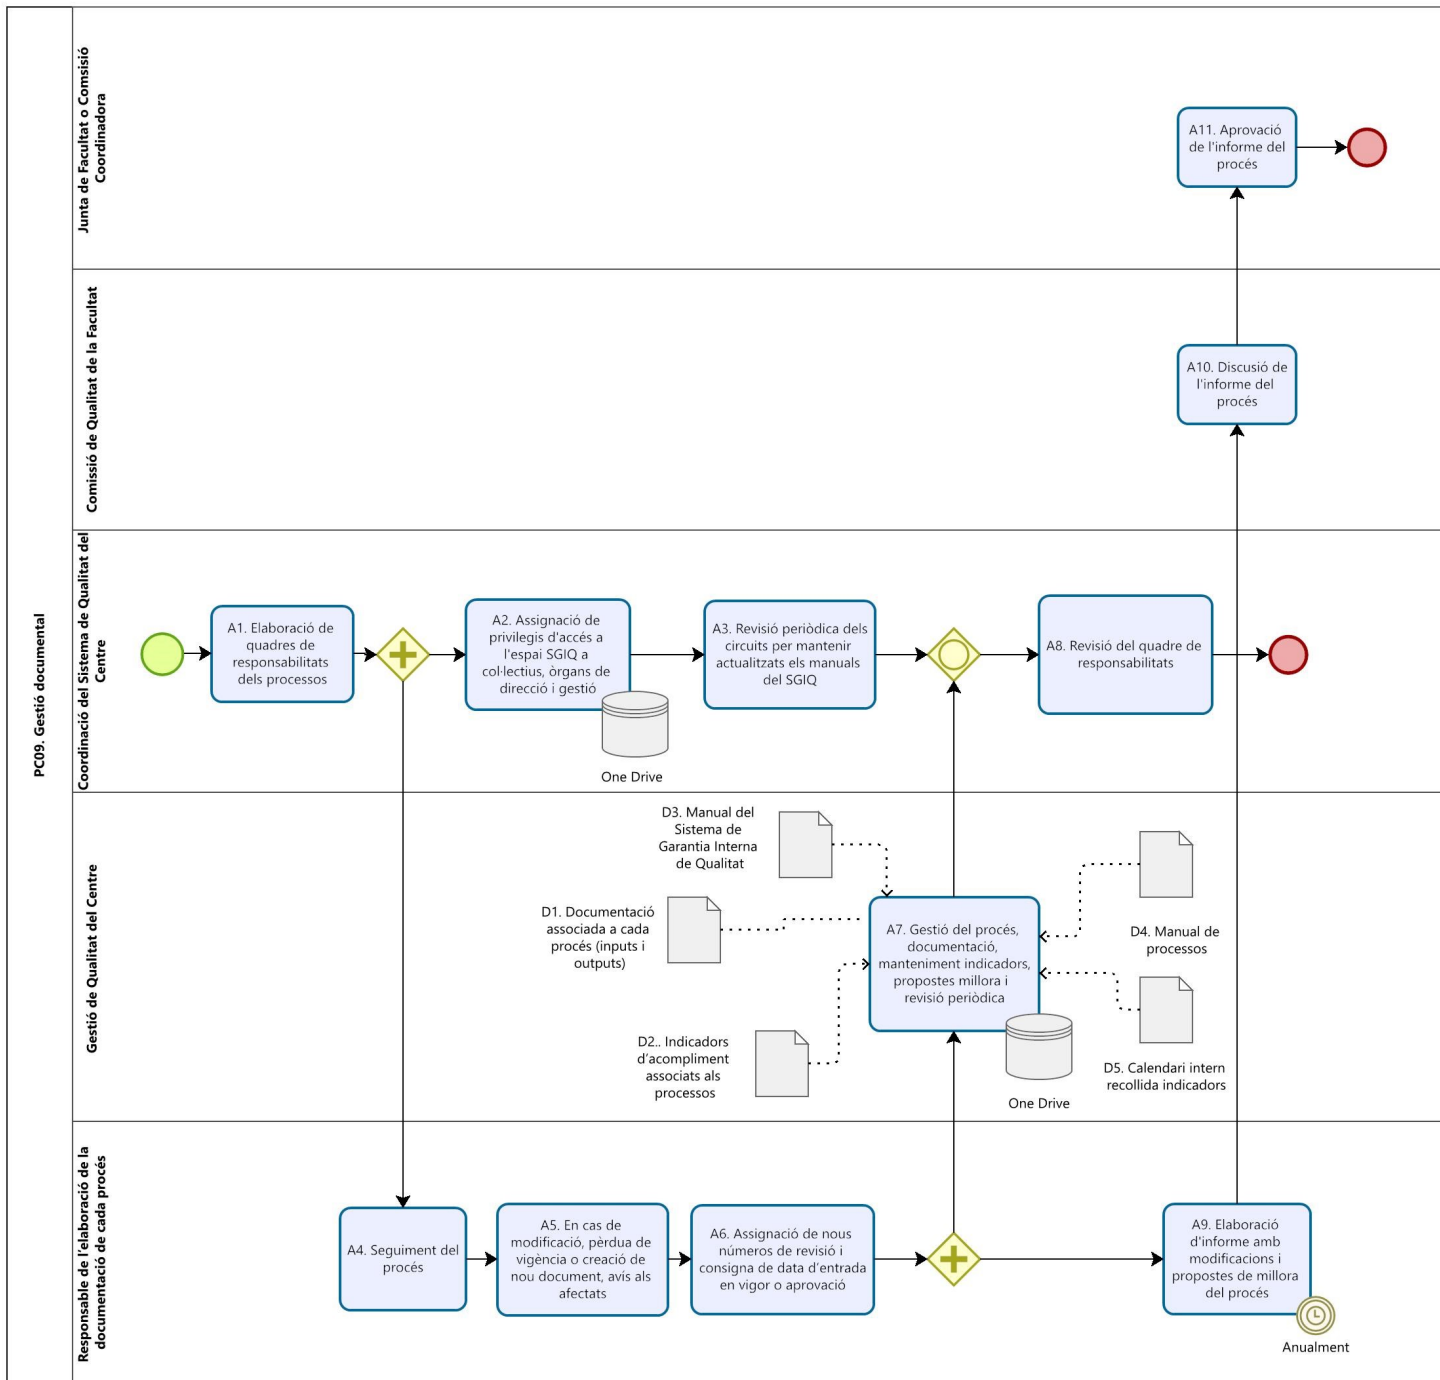 PC09. Gestió documental
Junta de Facultat o Comsisió
Coordinadora
A11. Aprovació
de l'informe del
procés
Comissió de Qualitat de la Facultat
A10. Discusió de
l'informe del
procés
Coordinació del Sistema de Qualitat del
Centre
A1. Elaboració de
quadres de
responsabilitats
dels processos
A2. Assignació de
privilegis d'accés a
l'espai SGIQ a
col·lectius, òrgans de
direcció i gestió
One Drive
A3. Revisió periòdica dels
circuits per mantenir
actualitzats els manuals
del SGIQ
A8. Revisió del quadre de
responsabilitats
Gestió de Qualitat del Centre
D3. Manual del
Sistema de
Garantia Interna
de Qualitat
D1. Documentació
associada a cada
procés (inputs i
outputs)
D2.. Indicadors
d'acompliment
associats als
processos
A7. Gestió del procés,
documentació,
manteniment indicadors,
propostes millora i
revisió periòdica
One Drive
D4. Manual de
processos
D5. Calendari intern
recollida indicadors
Responsable de l'elaboració de la
documentació de cada procés
A4. Seguiment del
procés
A5. En cas de
modificació, pèrdua de
vigència o creació de
nou document, avís als
afectats
A6. Assignació de nous
números de revisió i
consigna de data d'entrada
en vigor o aprovació
A9. Elaboració
d'informe amb
modificacions i
propostes de millora
del procés
Anualment